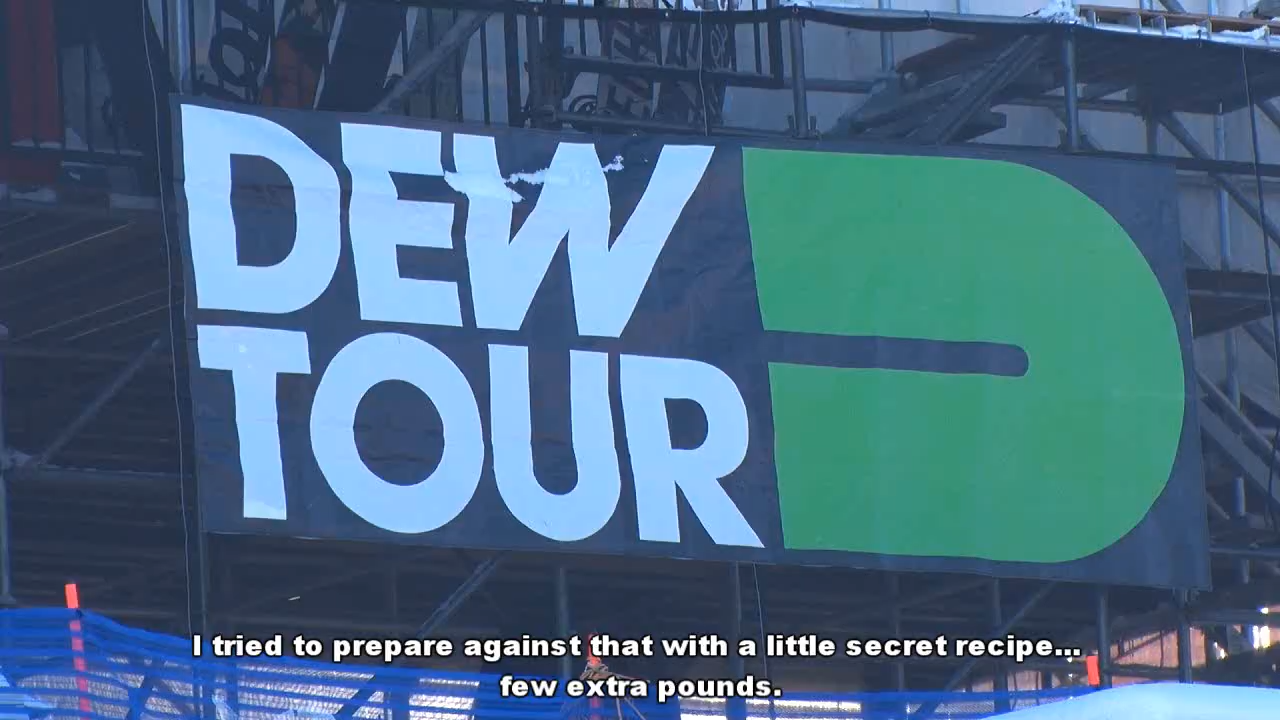 DEW
TOUR
I tried to prepare against that with a little secret recipe...
few extra pounds.